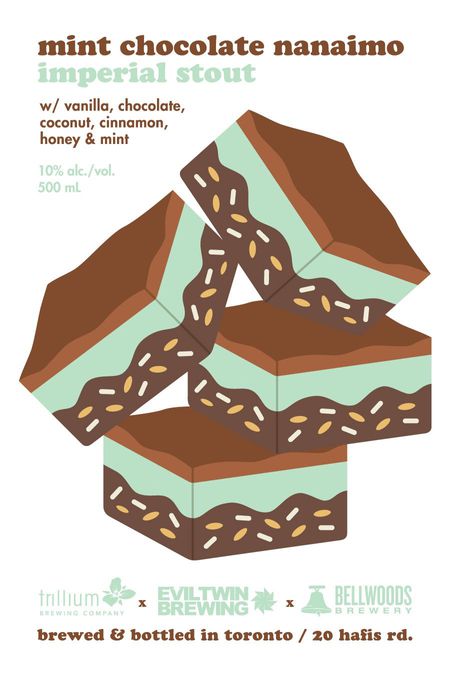 mint chocolate nanaimo
imperial stout
w/ vanilla, chocolate,
coconut, cinnamon,
honey & mint
10% alc./vol.
500 mL
trillium
BREWING COMPANY
x
EVILTWIN
BREWING
x
BELLWOODS
BREWERY
brewed & bottled in toronto / 20 hafis rd.